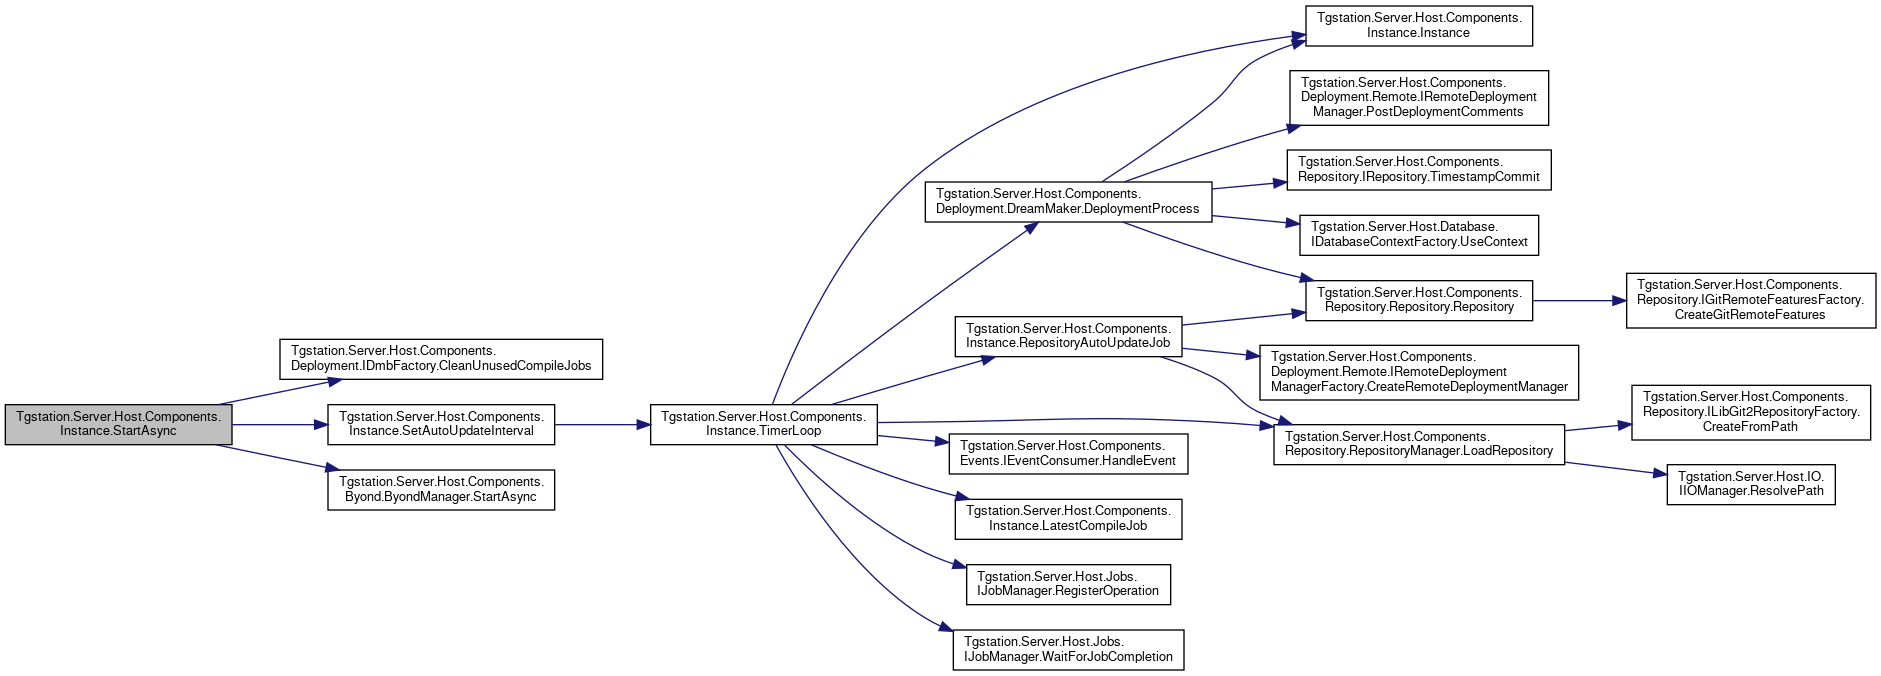 Tgstation.Server.Host.Components.
Instance.StartAsync
Tgstation.Server.Host.Components.
Deployment.IDmbFactory.CleanUnusedCompileJobs
Tgstation.Server.Host.Components.
Instance.SetAutoUpdateInterval
Tgstation.Server.Host.Components.
Byond.ByondManager.StartAsync
Tgstation.Server.Host.Components.
Instance.TimerLoop
Tgstation.Server.Host.Components.
Instance.Instance
Tgstation.Server.Host.Components.
Deployment.DreamMaker.DeploymentProcess
Tgstation.Server.Host.Components.
Deployment.Remote.IRemoteDeployment
Manager.PostDeploymentComments
Tgstation.Server.Host.Components.
Repository.IRepository.TimestampCommit
Tgstation.Server.Host.Database.
IDatabaseContextFactory.UseContext
Tgstation.Server.Host.Components.
Repository.Repository.Repository
Tgstation.Server.Host.Components.
Repository.IGitRemoteFeaturesFactory.
CreateGitRemoteFeatures
Tgstation.Server.Host.Components.
Instance.RepositoryAutoUpdateJob
Tgstation.Server.Host.Components.
Deployment.Remote.IRemoteDeployment
ManagerFactory.CreateRemoteDeploymentManager
Tgstation.Server.Host.Components.
Repository.RepositoryManager.LoadRepository
Tgstation.Server.Host.Components.
Repository.ILibGit2RepositoryFactory.
CreateFromPath
Tgstation.Server.Host.IO.
IIOManager.ResolvePath
Tgstation.Server.Host.Components.
Events.IEventConsumer.HandleEvent
Tgstation.Server.Host.Components.
Instance.LatestCompileJob
Tgstation.Server.Host.Jobs.
IJobManager.RegisterOperation
Tgstation.Server.Host.Jobs.
IJobManager.WaitForJobCompletion